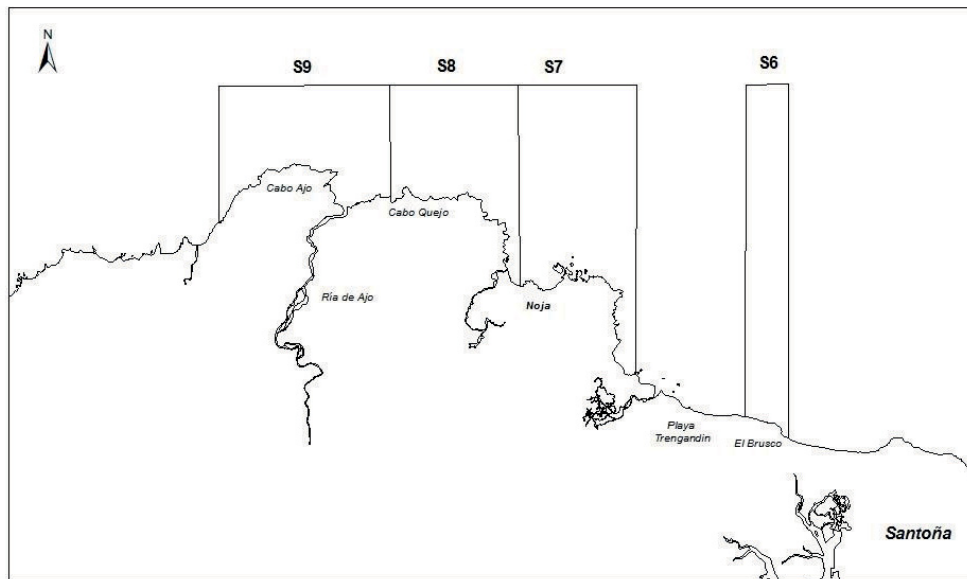 N
S9
S8
S7
S6
Cabo Ajo
Cabo Quejo
Ría de Ajo
Noja
Playa
Trengandin
El Brusco
Santoña